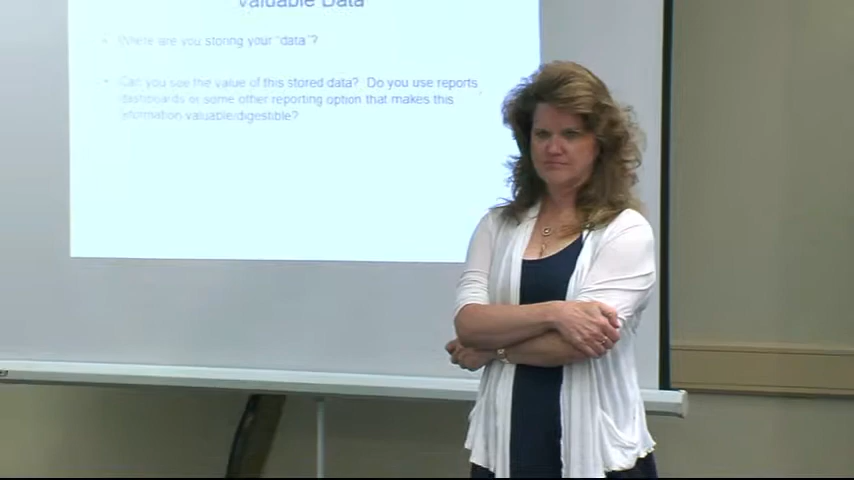 Valuable Data
Where are you storing your "data"?
Can you see the value of this stored data? Do you use reports,
dashboards or some other reporting option that makes this
information valuable/digestible?